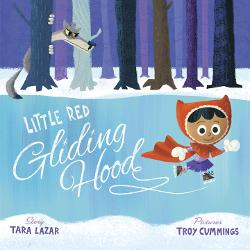 LITTLE RED
Gliding
Hood
Story
TARA LAZAR
Pictures
TROY CUMMINGS